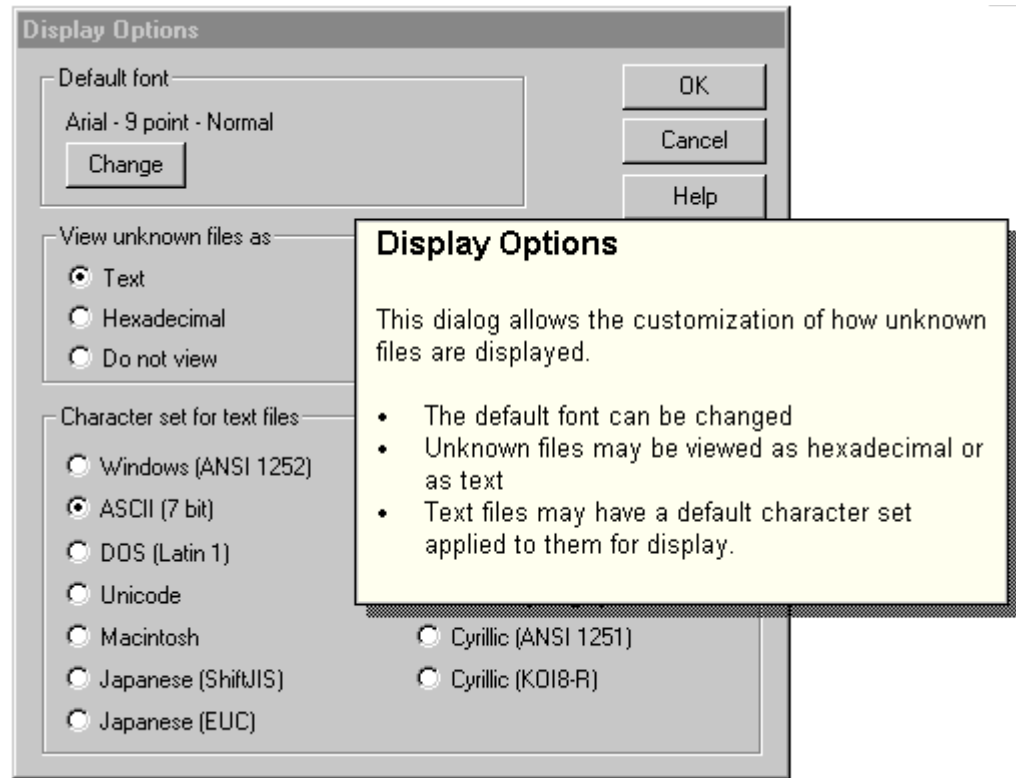 Display Options
Default font
Arial - 9 point - Normal
Change
OK
Cancel
Help
View unknown files as
Text
Hexadecimal
Do not view
Character set for text files
Windows (ANSI 1252)
ASCII (7 bit)
DOS (Latin 1)
Unicode
Macintosh
Japanese (ShiftJIS)
Japanese (EUC)
Cyrillic (ANSI 1251)
Cyrillic (KOI8-R)
Display Options
This dialog allows the customization of how unknown
files are displayed.
• The default font can be changed
• Unknown files may be viewed as hexadecimal or
as text
• Text files may have a default character set
applied to them for display.